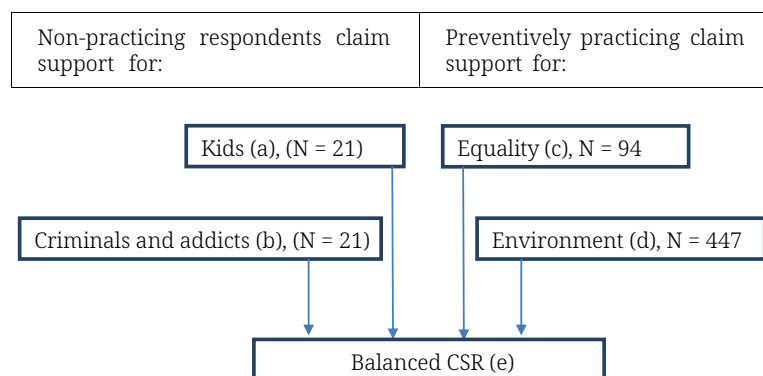 Non-practicing respondents claim
support for:
Preventively practicing claim
support for:
Kids (a), (N = 21)
Equality (c), N = 94
Criminals and addicts (b), (N = 21)
Environment (d), N = 447
Balanced CSR (e)